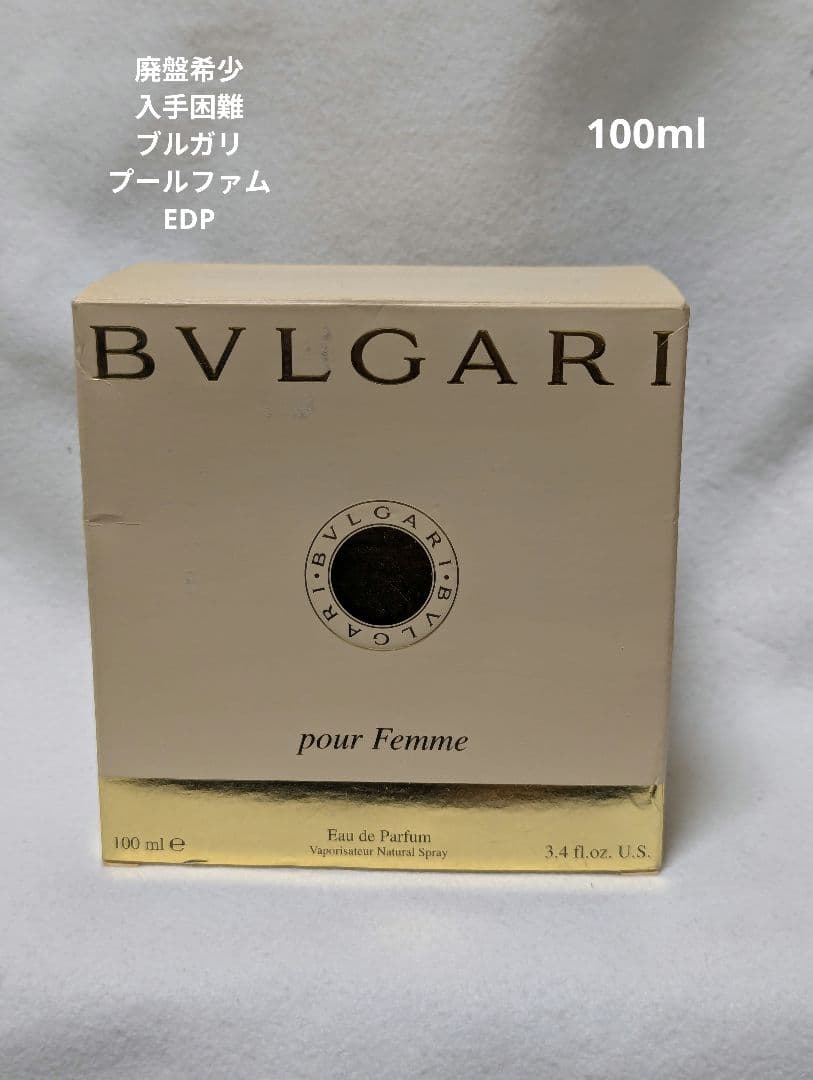 廃盤希少
入手困難
ブルガリ
プールファム
EDP
100ml
BVLGARI
BVLGARI・BVLGARI・
pour Femme
Eau de Parfum
Vaporisateur Natural Spray
100 ml ℮
3.4 fl.oz. U.S.